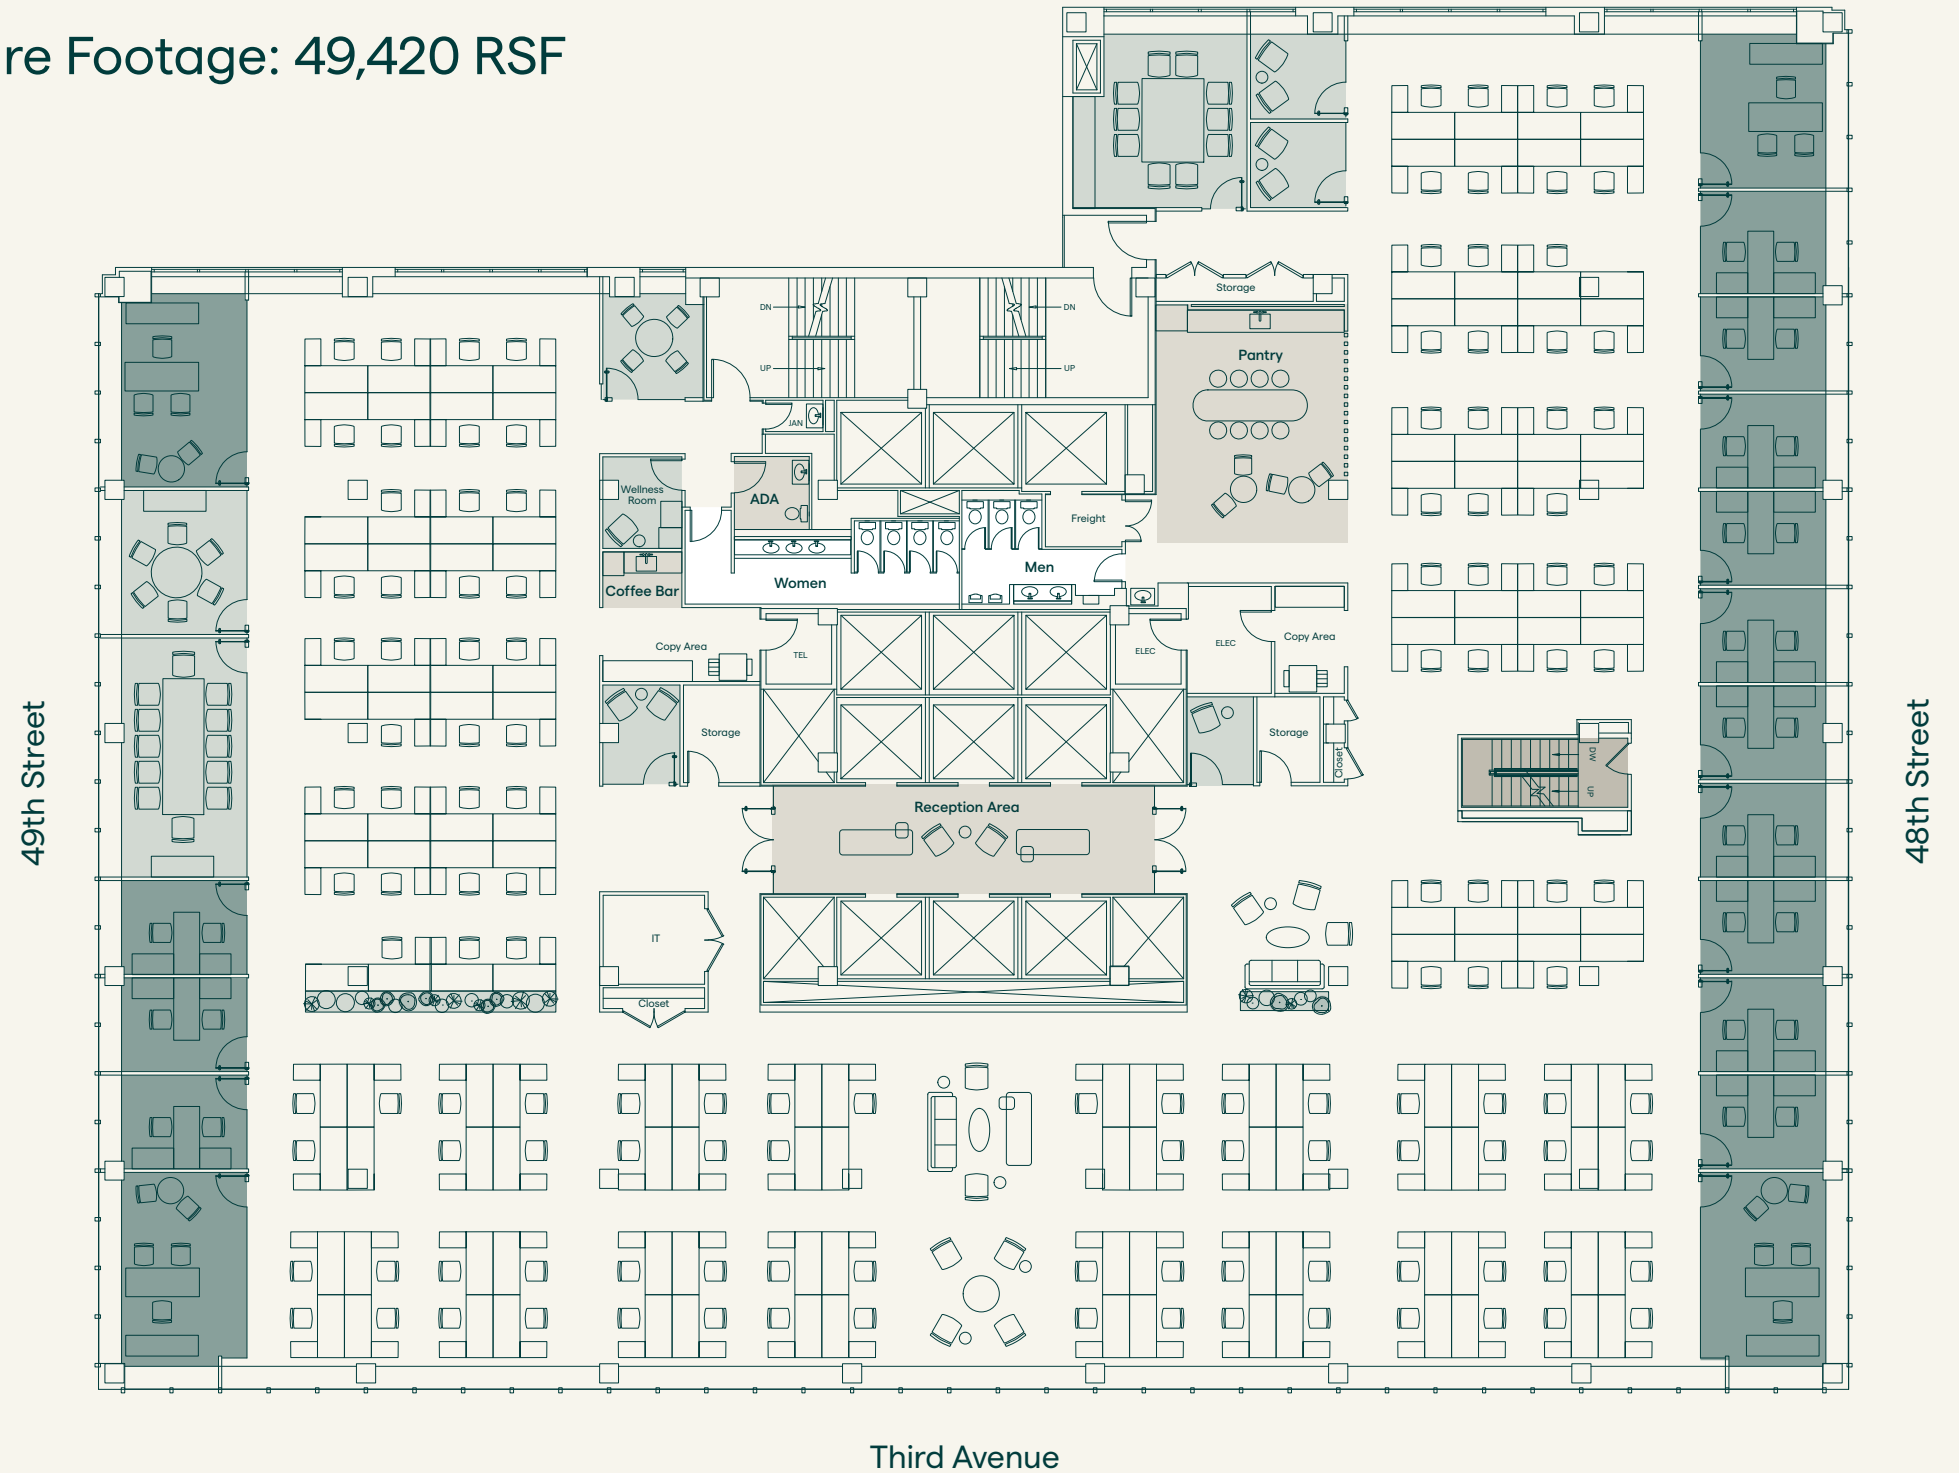 re Footage: 49,420 RSF
Storage
DN
DN
Pantry
UP
UP
JAN
Wellness
Room
ADA
Freight
Men
Women
Coffee Bar
Copy Area
TEL
ELEC
ELEC
Copy Area
Storage
Storage
Closet
DW
UP
Reception Area
IT
Closet
49th Street
48th Street
Third Avenue